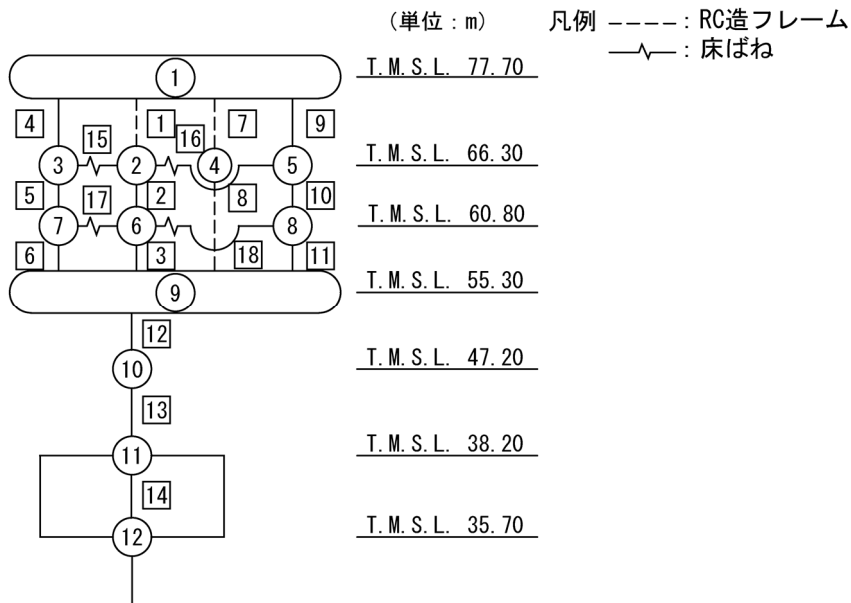 (単位：m) 凡例 ----：RC造フレーム
：床ばね
1 T.M.S.L. 77.70
4 1 7 9
15 16
3 2 4 5 T.M.S.L. 66.30
5 17 2 8 10
7 6 8 T.M.S.L. 60.80
6 3 18 11
9 T.M.S.L. 55.30
12
10 T.M.S.L. 47.20
13
11 T.M.S.L. 38.20
14
12 T.M.S.L. 35.70